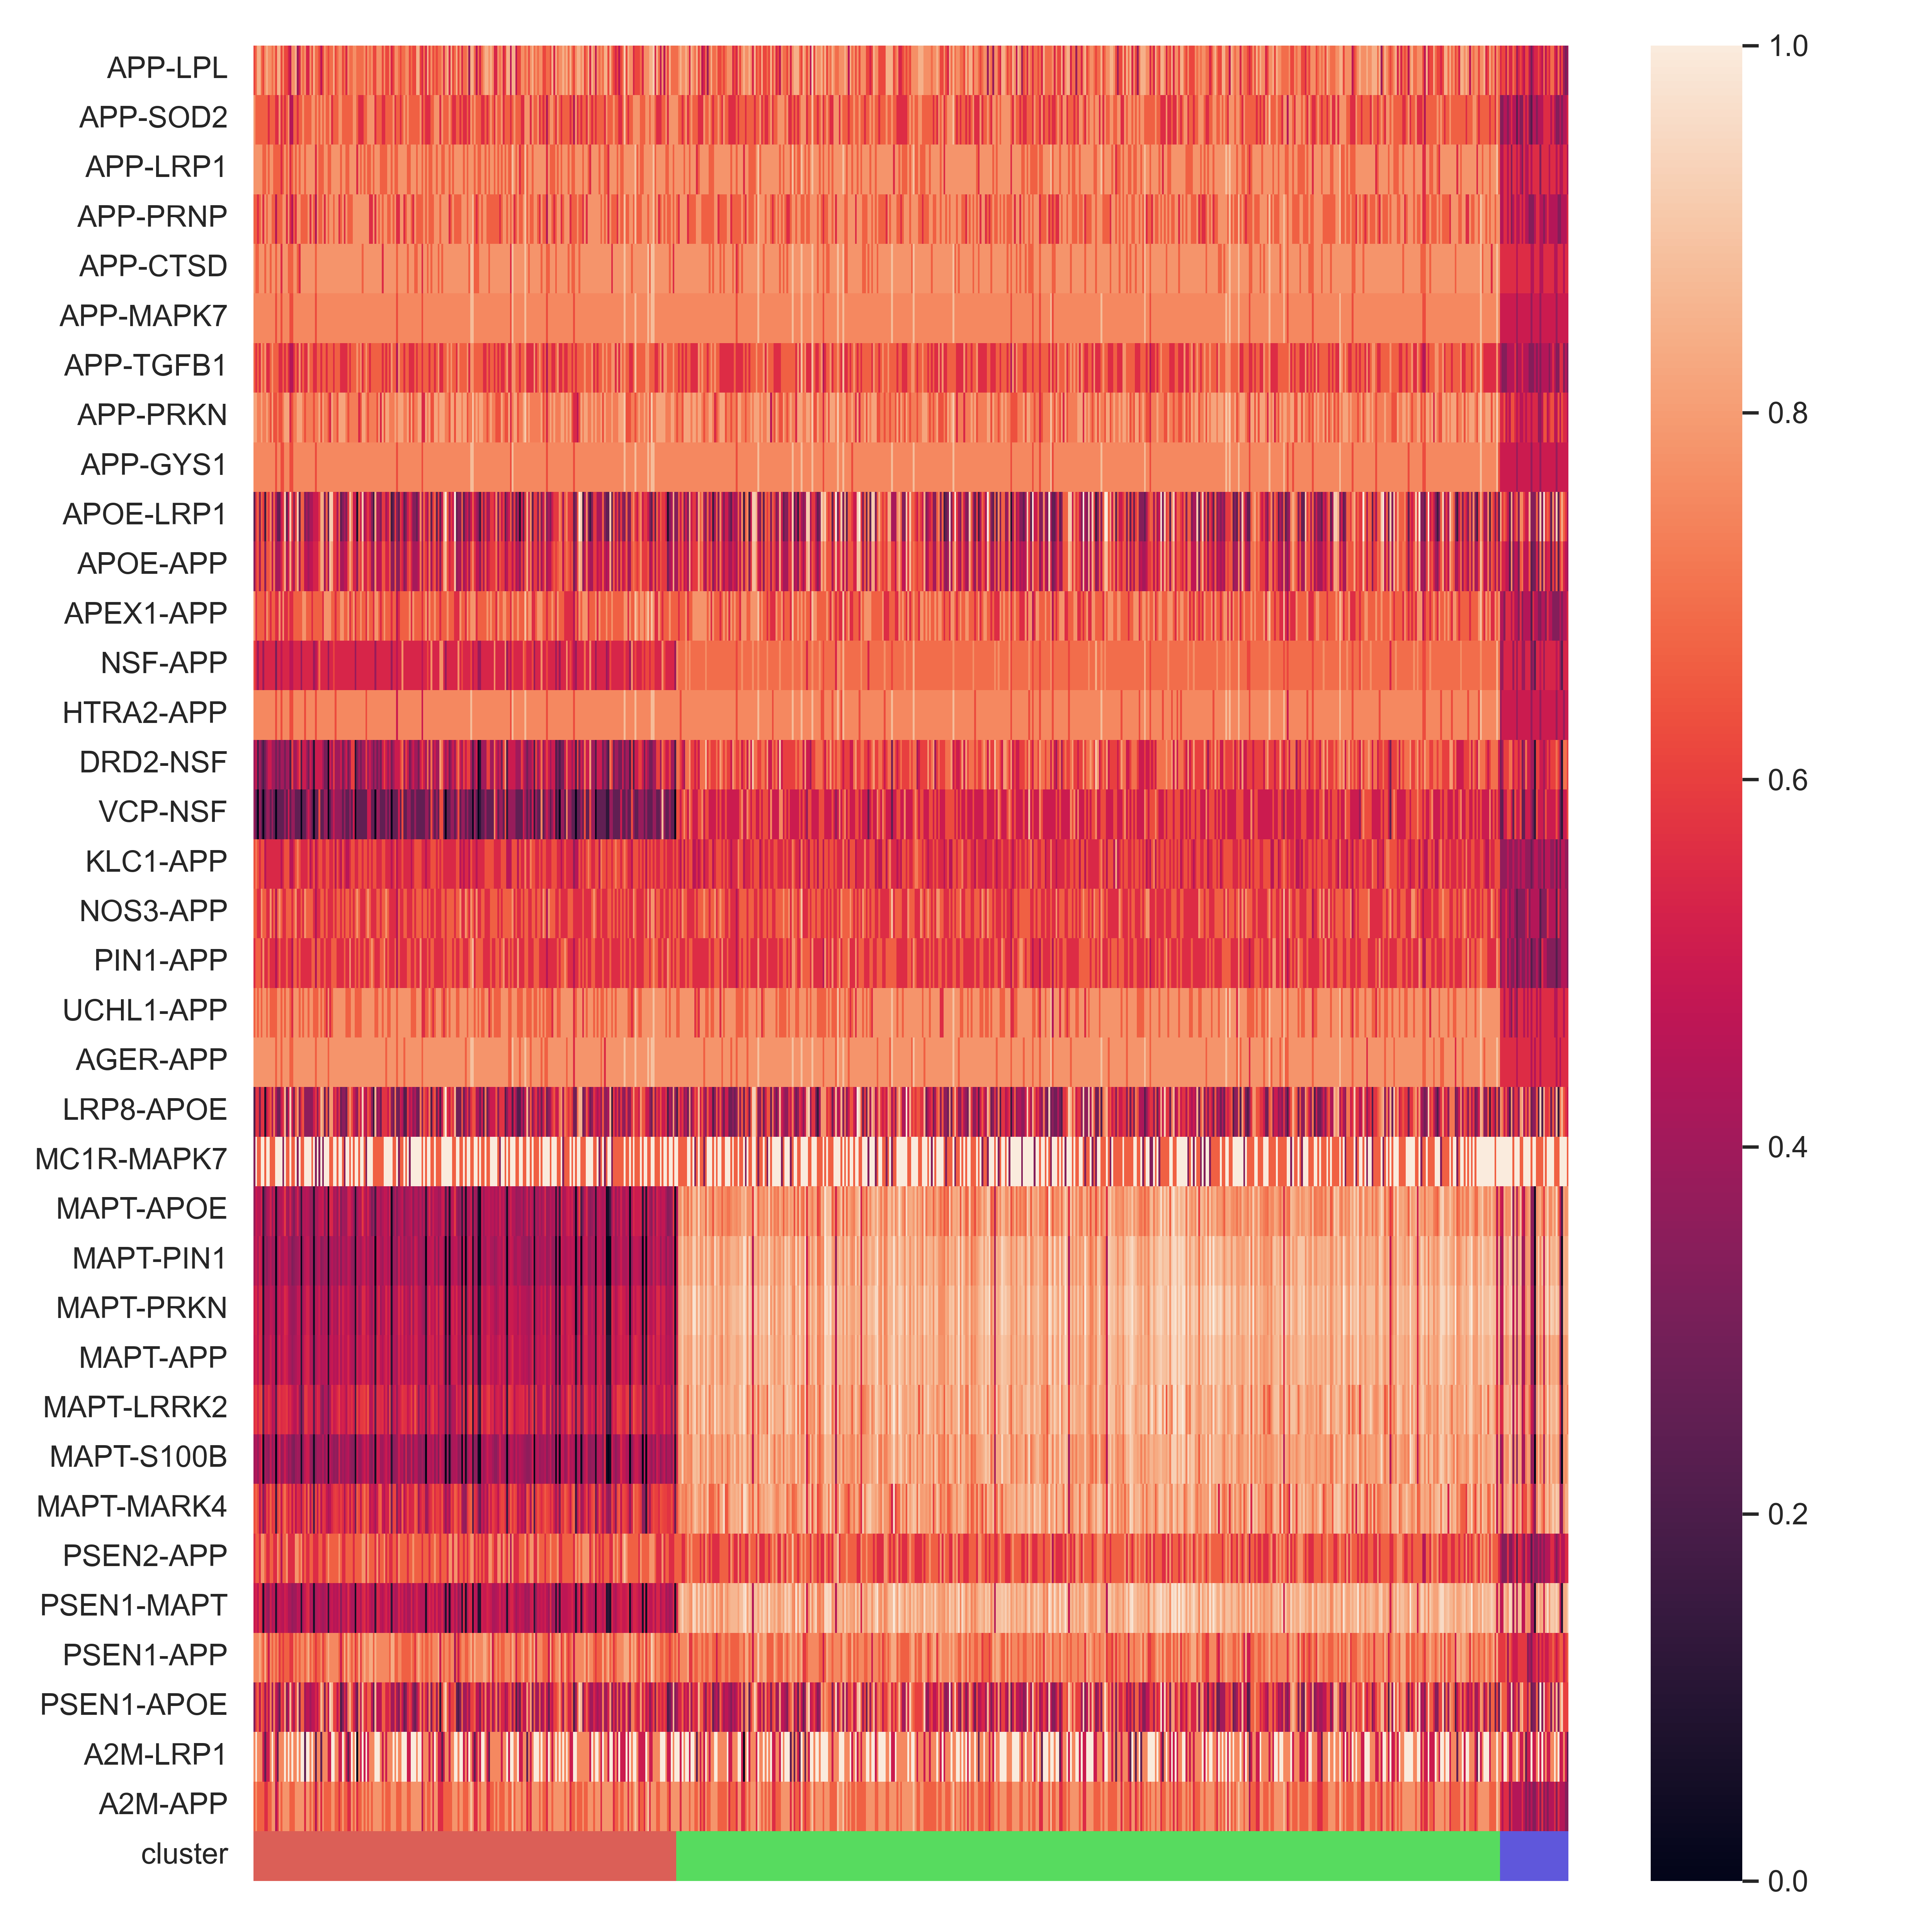 APP-LPL
APP-SOD2
APP-LRP1
APP-PRNP
APP-CTSD
APP-MAPK7
APP-TGFB1
APP-PRKN
APP-GYS1
APOE-LRP1
APOE-APP
APEX1-APP
NSF-APP
HTRA2-APP
DRD2-NSF
VCP-NSF
KLC1-APP
NOS3-APP
PIN1-APP
UCHL1-APP
AGER-APP
LRP8-APOE
MC1R-MAPK7
MAPT-APOE
MAPT-PIN1
MAPT-PRKN
MAPT-APP
MAPT-LRRK2
MAPT-S100B
MAPT-MARK4
PSEN2-APP
PSEN1-MAPT
PSEN1-APP
PSEN1-APOE
A2M-LRP1
A2M-APP
cluster
1.0
0.8
0.6
0.4
0.2
0.0